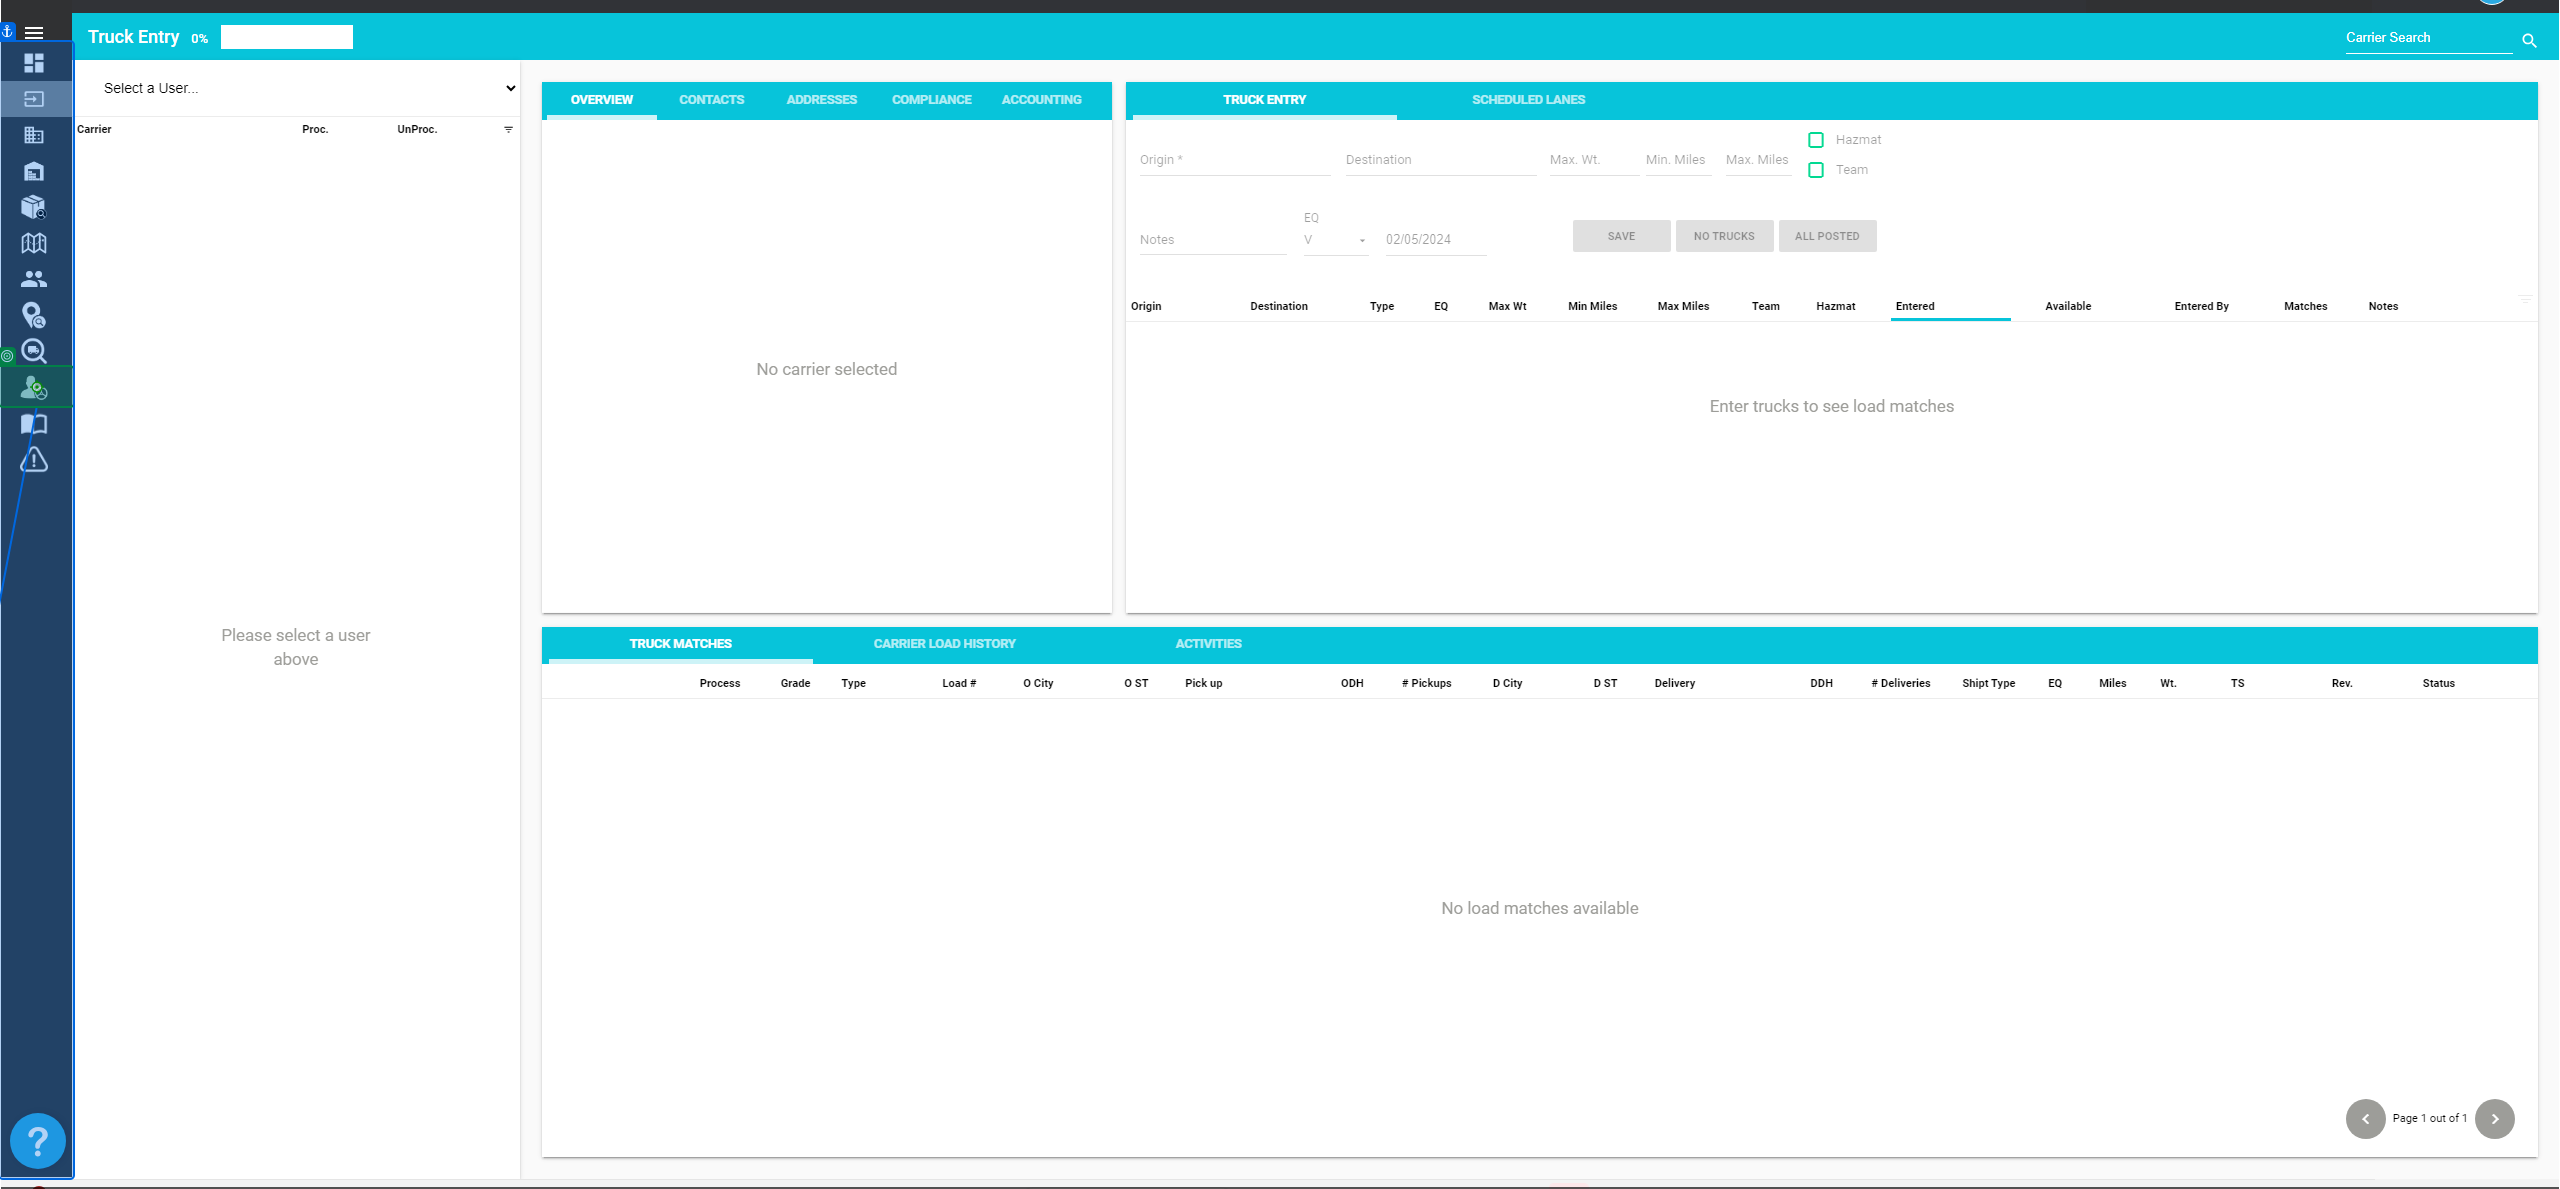 Truck Entry 0%
Carrier Search
Select a User...
Carrier Proc. UnProc.
Please select a user
above
OVERVIEW CONTACTS ADDRESSES COMPLIANCE ACCOUNTING
No carrier selected
TRUCK ENTRY SCHEDULED LANES
Origin * Destination Max. Wt. Min. Miles Max. Miles
Hazmat
Team
Notes
EQ
V
02/05/2024
SAVE NO TRUCKS ALL POSTED
Origin Destination Type EQ Max Wt Min Miles Max Miles Team Hazmat Entered Available Entered By Matches Notes
Enter trucks to see load matches
TRUCK MATCHES CARRIER LOAD HISTORY ACTIVITIES
Process Grade Type Load # O City O ST Pick up ODH # Pickups D City D ST Delivery DDH # Deliveries Shipt Type EQ Miles Wt. TS Rev. Status
No load matches available
Page 1 out of 1
?